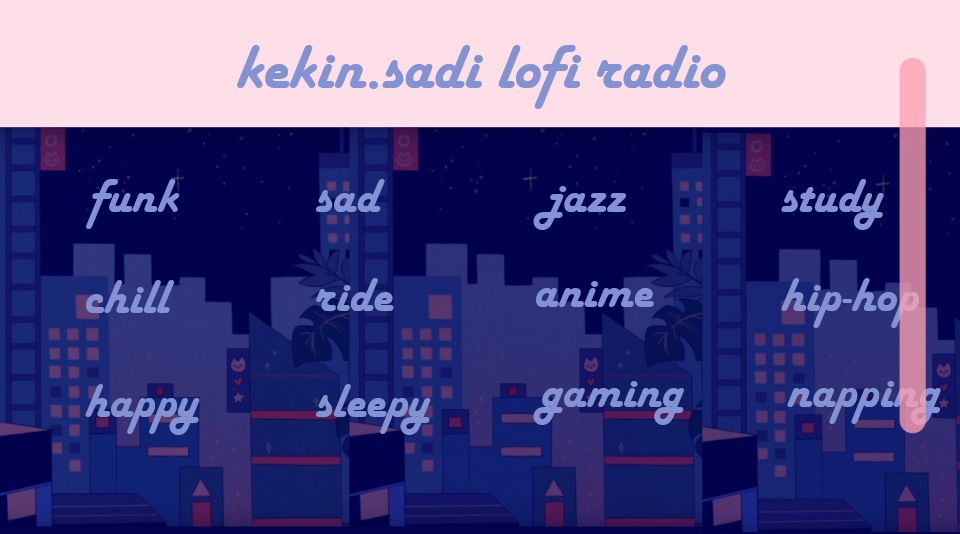 kekin.sadi lofi radio
funk sad jazz study
chill ride anime hip-hop
happy sleepy gaming napping